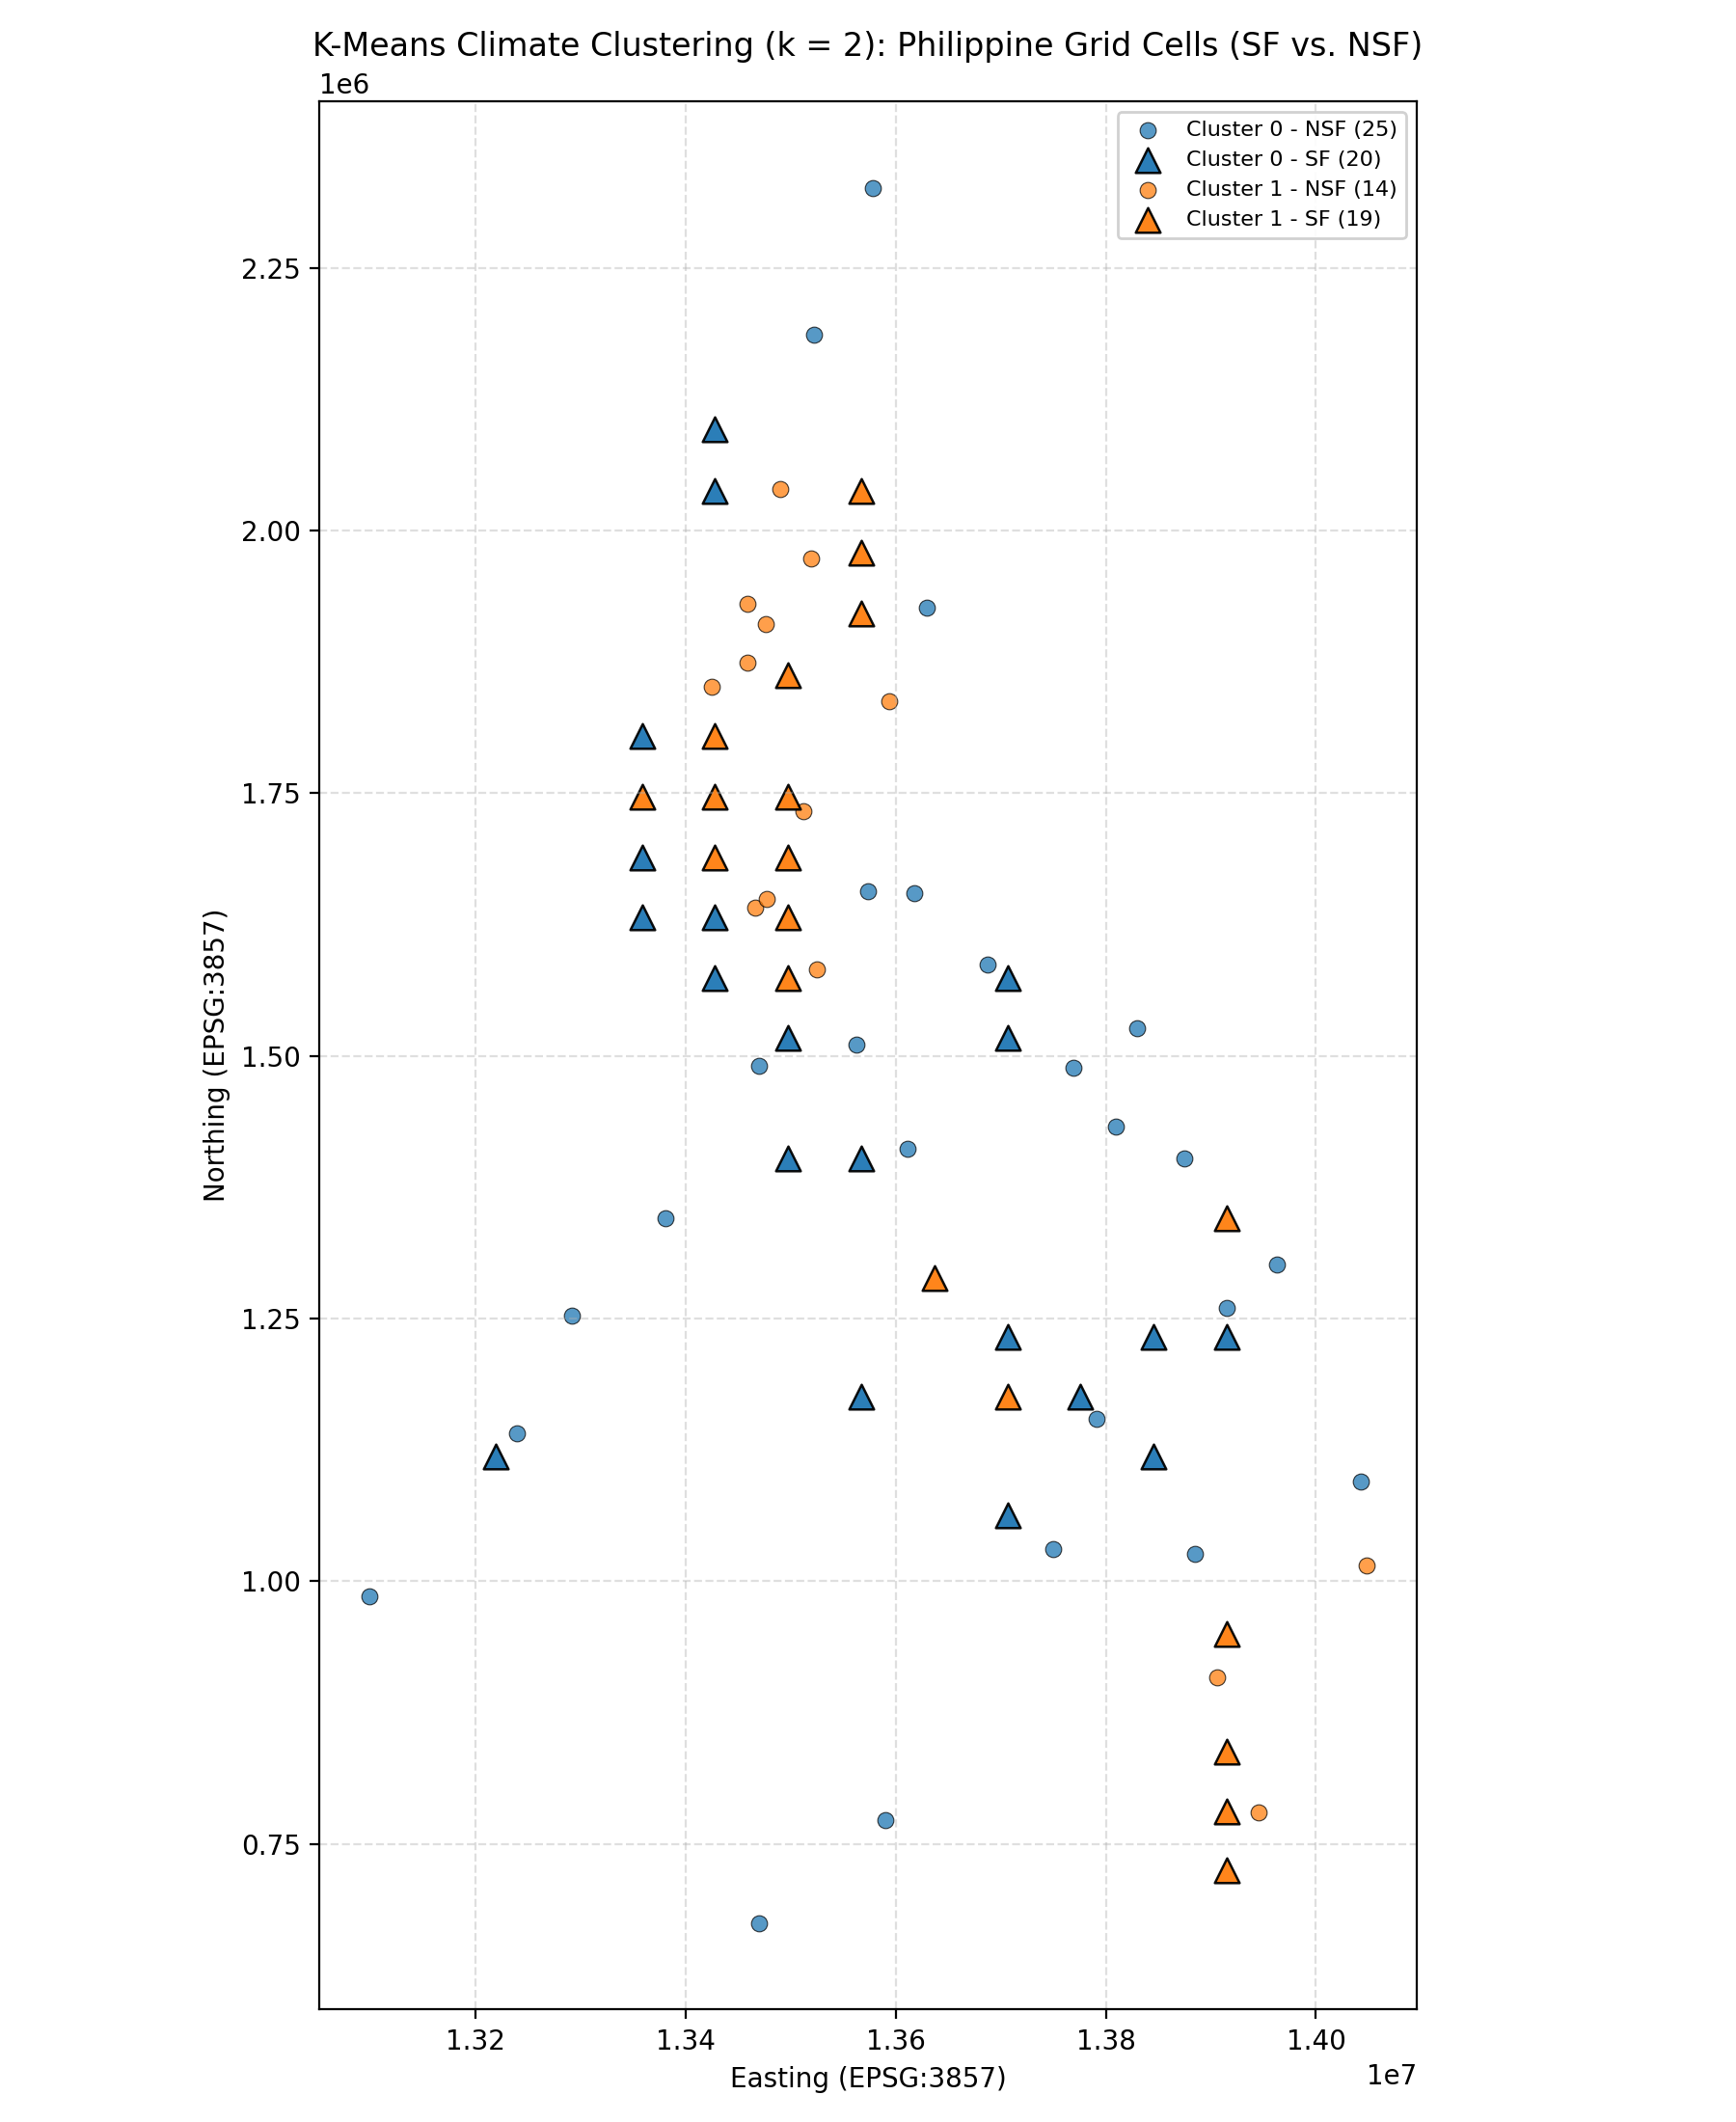 K-Means Climate Clustering (k = 2): Philippine Grid Cells (SF vs. NSF)
1e6
Cluster 0 - NSF (25)
Cluster 0 - SF (20)
Cluster 1 - NSF (14)
Cluster 1 - SF (19)
2.25
2.00
1.75
1.50
1.25
1.00
0.75
Northing (EPSG:3857)
1.32 1.34 1.36 1.38 1.40
1e7
Easting (EPSG:3857)